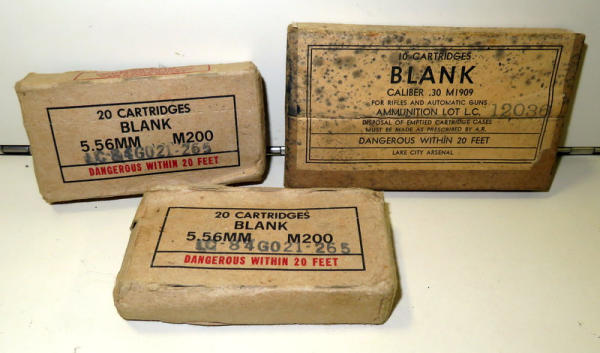 20 CARTRIDGES
BLANK
5.56MM M200
LC-84G021-265
DANGEROUS WITHIN 20 FEET
10 CARTRIDGES
BLANK
CALIBER .30 M1909
FOR RIFLES AND AUTOMATIC GUNS
AMMUNITION LOT L.C. 12036
DISPOSAL OF EMPTIED CARTRIDGE CASES
MUST BE MADE AS PRESCRIBED BY A.R.
DANGEROUS WITHIN 20 FEET
LAKE CITY ARSENAL
20 CARTRIDGES
BLANK
5.56MM M200
LC-84G021-265
DANGEROUS WITHIN 20 FEET